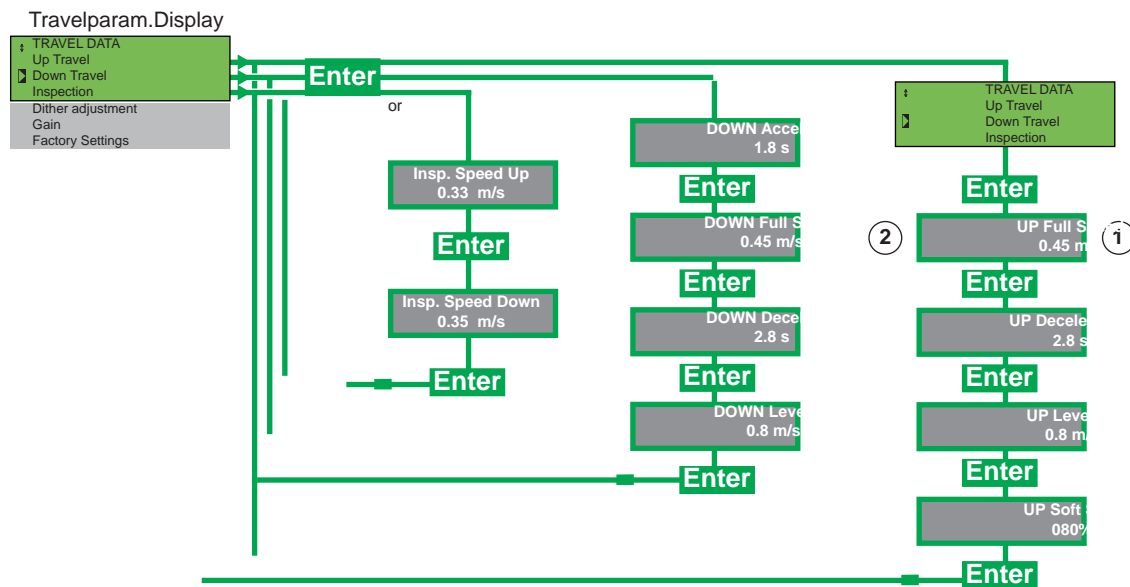 Travelparam.Display
TRAVEL DATA
Up Travel
Down Travel
Inspection
Dither adjustment
Gain
Factory Settings
Enter
or
Insp. Speed Up
0.33 m/s
Enter
Insp. Speed Down
0.35 m/s
Enter
DOWN Accel
1.8 s
Enter
DOWN Full S
0.45 m/s
Enter
DOWN Decel
2.8 s
Enter
DOWN Leve
0.8 m/s
Enter
TRAVEL DATA
Up Travel
Down Travel
Inspection
Enter
2
UP Full S
0.45 m
1
Enter
UP Decele
2.8 s
Enter
UP Leve
0.8 m/
Enter
UP Soft
080%
Enter